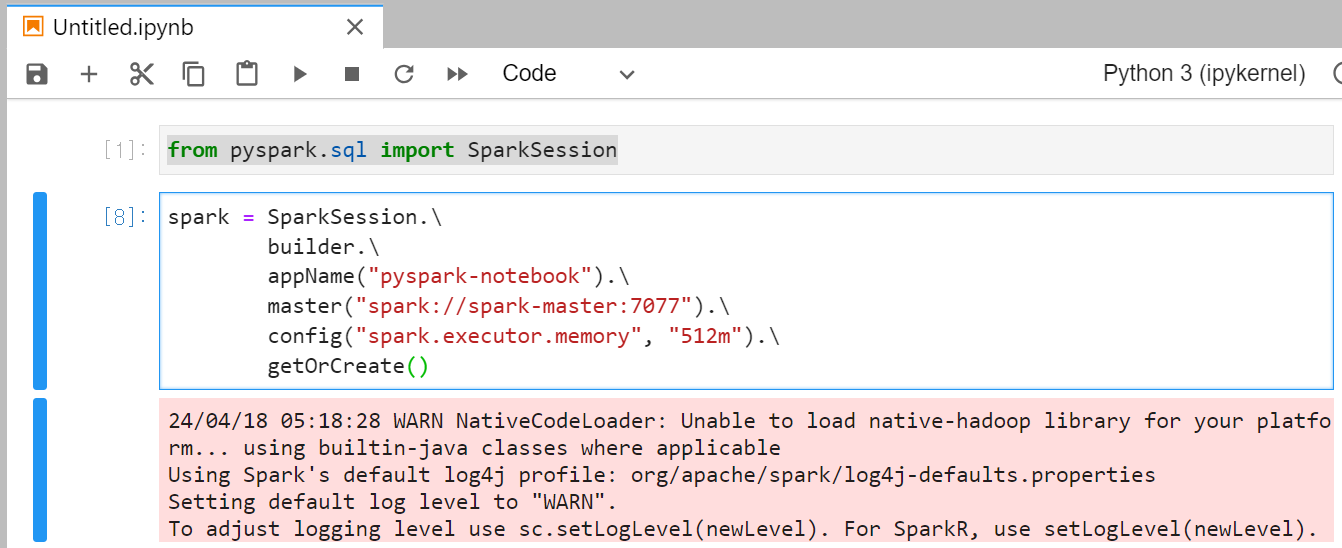 Untitled.ipynb
Code
Python 3 (ipykernel)
[1]:
from pyspark.sql import SparkSession
[8]:
spark = SparkSession.\
        builder.\
        appName("pyspark-notebook").\
        master("spark://spark-master:7077").\
        config("spark.executor.memory", "512m").\
        getOrCreate()
24/04/18 05:18:28 WARN NativeCodeLoader: Unable to load native-hadoop library for your platfo
rm... using builtin-java classes where applicable
Using Spark's default log4j profile: org/apache/spark/log4j-defaults.properties
Setting default log level to "WARN".
To adjust logging level use sc.setLogLevel(newLevel). For SparkR, use setLogLevel(newLevel).